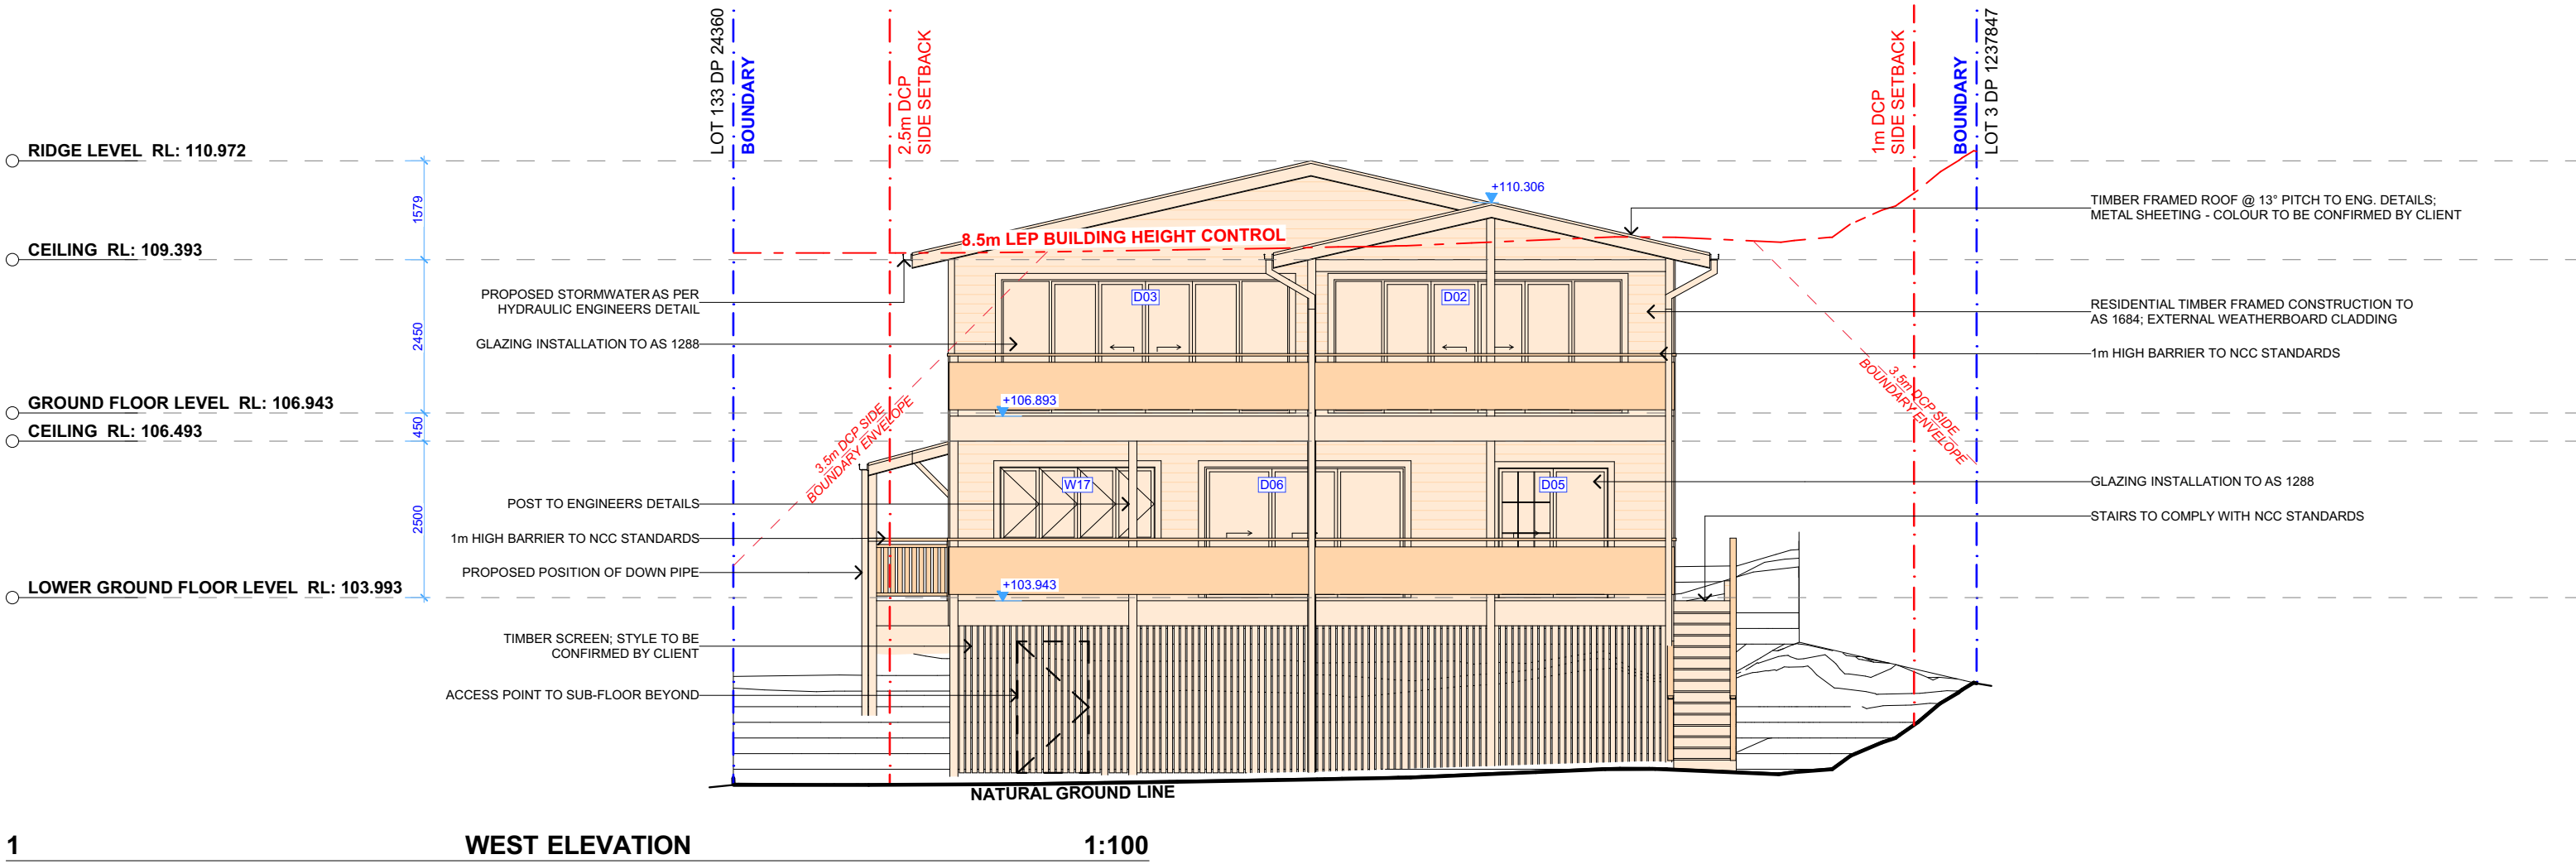 LOT 133 DP 24360
BOUNDARY
2.5m DCP
SIDE SETBACK
1m DCP
SIDE SETBACK
BOUNDARY
LOT 3 DP 1237847
RIDGE LEVEL RL: 110.972
1579
CEILING RL: 109.393
2450
GROUND FLOOR LEVEL RL: 106.943
450
CEILING RL: 106.493
2500
LOWER GROUND FLOOR LEVEL RL: 103.993
PROPOSED STORMWATER AS PER
HYDRAULIC ENGINEERS DETAIL
GLAZING INSTALLATION TO AS 1288
POST TO ENGINEERS DETAILS
1m HIGH BARRIER TO NCC STANDARDS
PROPOSED POSITION OF DOWN PIPE
TIMBER SCREEN; STYLE TO BE
CONFIRMED BY CLIENT
ACCESS POINT TO SUB-FLOOR BEYOND
8.5m LEP BUILDING HEIGHT CONTROL
+110.306
D03
D02
+106.893
3.5m DCP SIDE
BOUNDARY ENVELOPE
W17
D06
D05
+103.943
3.5m DCP SIDE
BOUNDARY ENVELOPE
TIMBER FRAMED ROOF @ 13° PITCH TO ENG. DETAILS;
METAL SHEETING - COLOUR TO BE CONFIRMED BY CLIENT
RESIDENTIAL TIMBER FRAMED CONSTRUCTION TO
AS 1684; EXTERNAL WEATHERBOARD CLADDING
1m HIGH BARRIER TO NCC STANDARDS
GLAZING INSTALLATION TO AS 1288
STAIRS TO COMPLY WITH NCC STANDARDS
NATURAL GROUND LINE
1 WEST ELEVATION 1:100